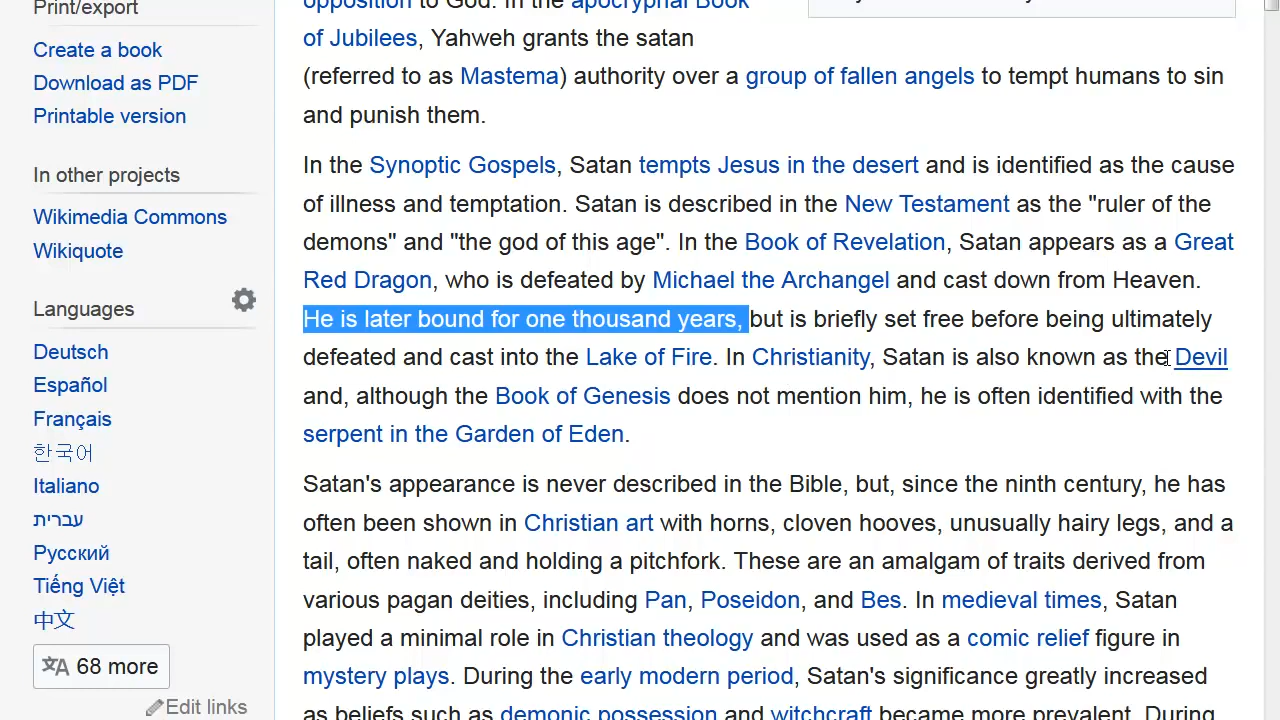 Print/export
Create a book
Download as PDF
Printable version
In other projects
Wikimedia Commons
Wikiquote
Languages
Deutsch
Español
Français
한국어
Italiano
עברית
Русский
Tiếng Việt
中文
68 more
Edit links
opposition to God. In the apocryphal Book
of Jubilees, Yahweh grants the satan
(referred to as Mastema) authority over a group of fallen angels to tempt humans to sin
and punish them.
In the Synoptic Gospels, Satan tempts Jesus in the desert and is identified as the cause
of illness and temptation. Satan is described in the New Testament as the "ruler of the
demons" and "the god of this age". In the Book of Revelation, Satan appears as a Great
Red Dragon, who is defeated by Michael the Archangel and cast down from Heaven.
He is later bound for one thousand years, but is briefly set free before being ultimately
defeated and cast into the Lake of Fire. In Christianity, Satan is also known as the Devil
and, although the Book of Genesis does not mention him, he is often identified with the
serpent in the Garden of Eden.
Satan's appearance is never described in the Bible, but, since the ninth century, he has
often been shown in Christian art with horns, cloven hooves, unusually hairy legs, and a
tail, often naked and holding a pitchfork. These are an amalgam of traits derived from
various pagan deities, including Pan, Poseidon, and Bes. In medieval times, Satan
played a minimal role in Christian theology and was used as a comic relief figure in
mystery plays. During the early modern period, Satan's significance greatly increased
as beliefs such as demonic possession and witchcraft became more prevalent. During